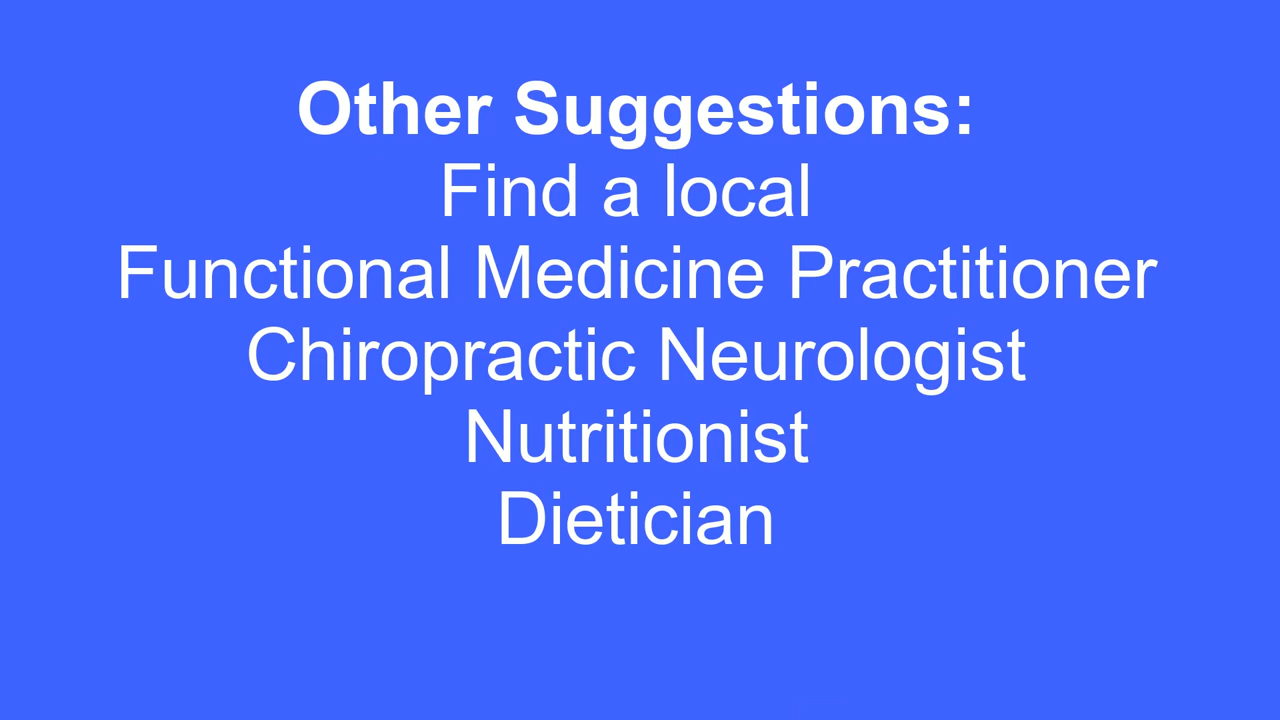 Other Suggestions:
Find a local
Functional Medicine Practitioner
Chiropractic Neurologist
Nutritionist
Dietician